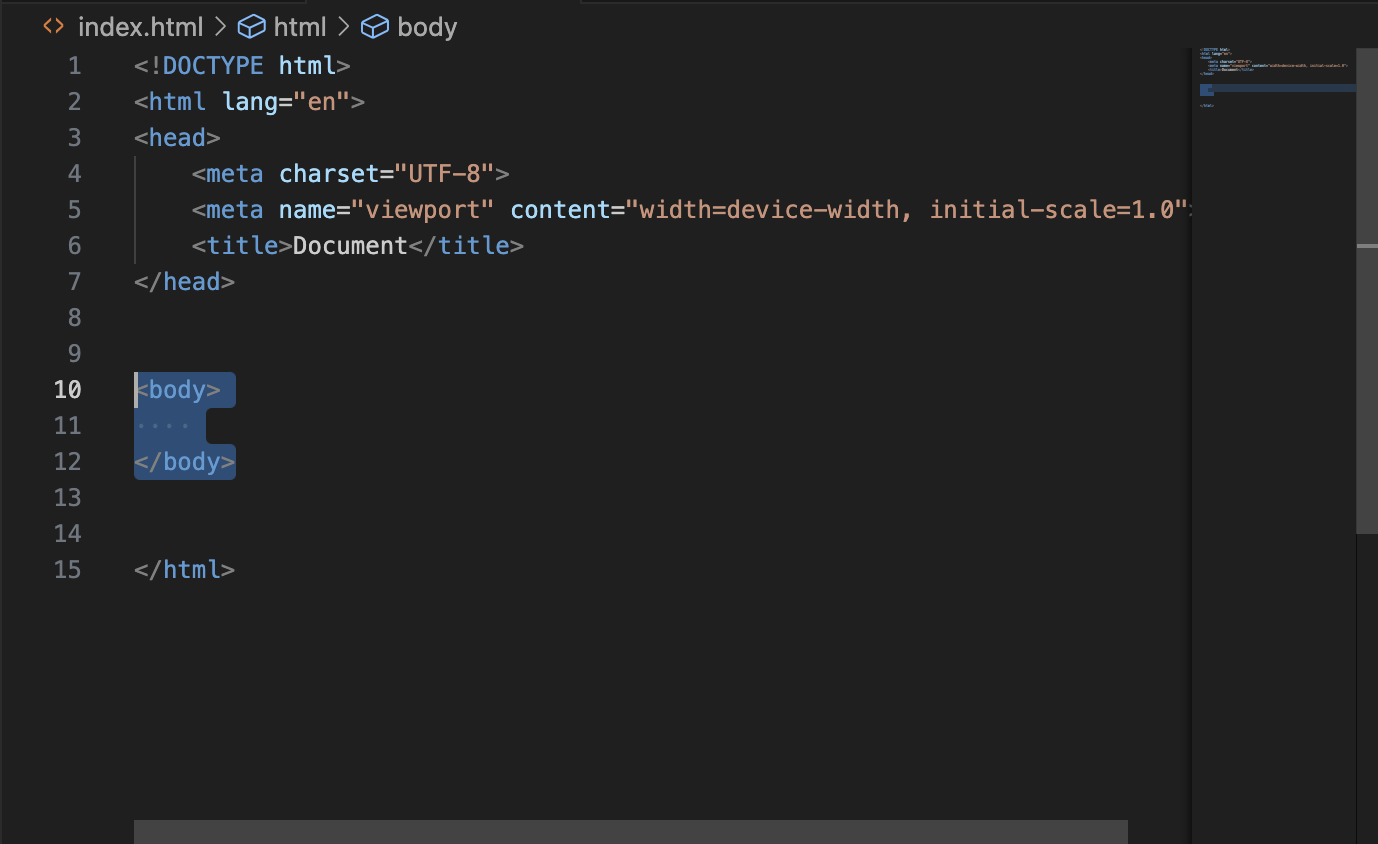 index.html > html > body
1 <!DOCTYPE html>
2 <html lang="en">
3 <head>
4     <meta charset="UTF-8">
5     <meta name="viewport" content="width=device-width, initial-scale=1.0">
6     <title>Document</title>
7 </head>
8
9
10 <body>
11 ····
12 </body>
13
14
15 </html>